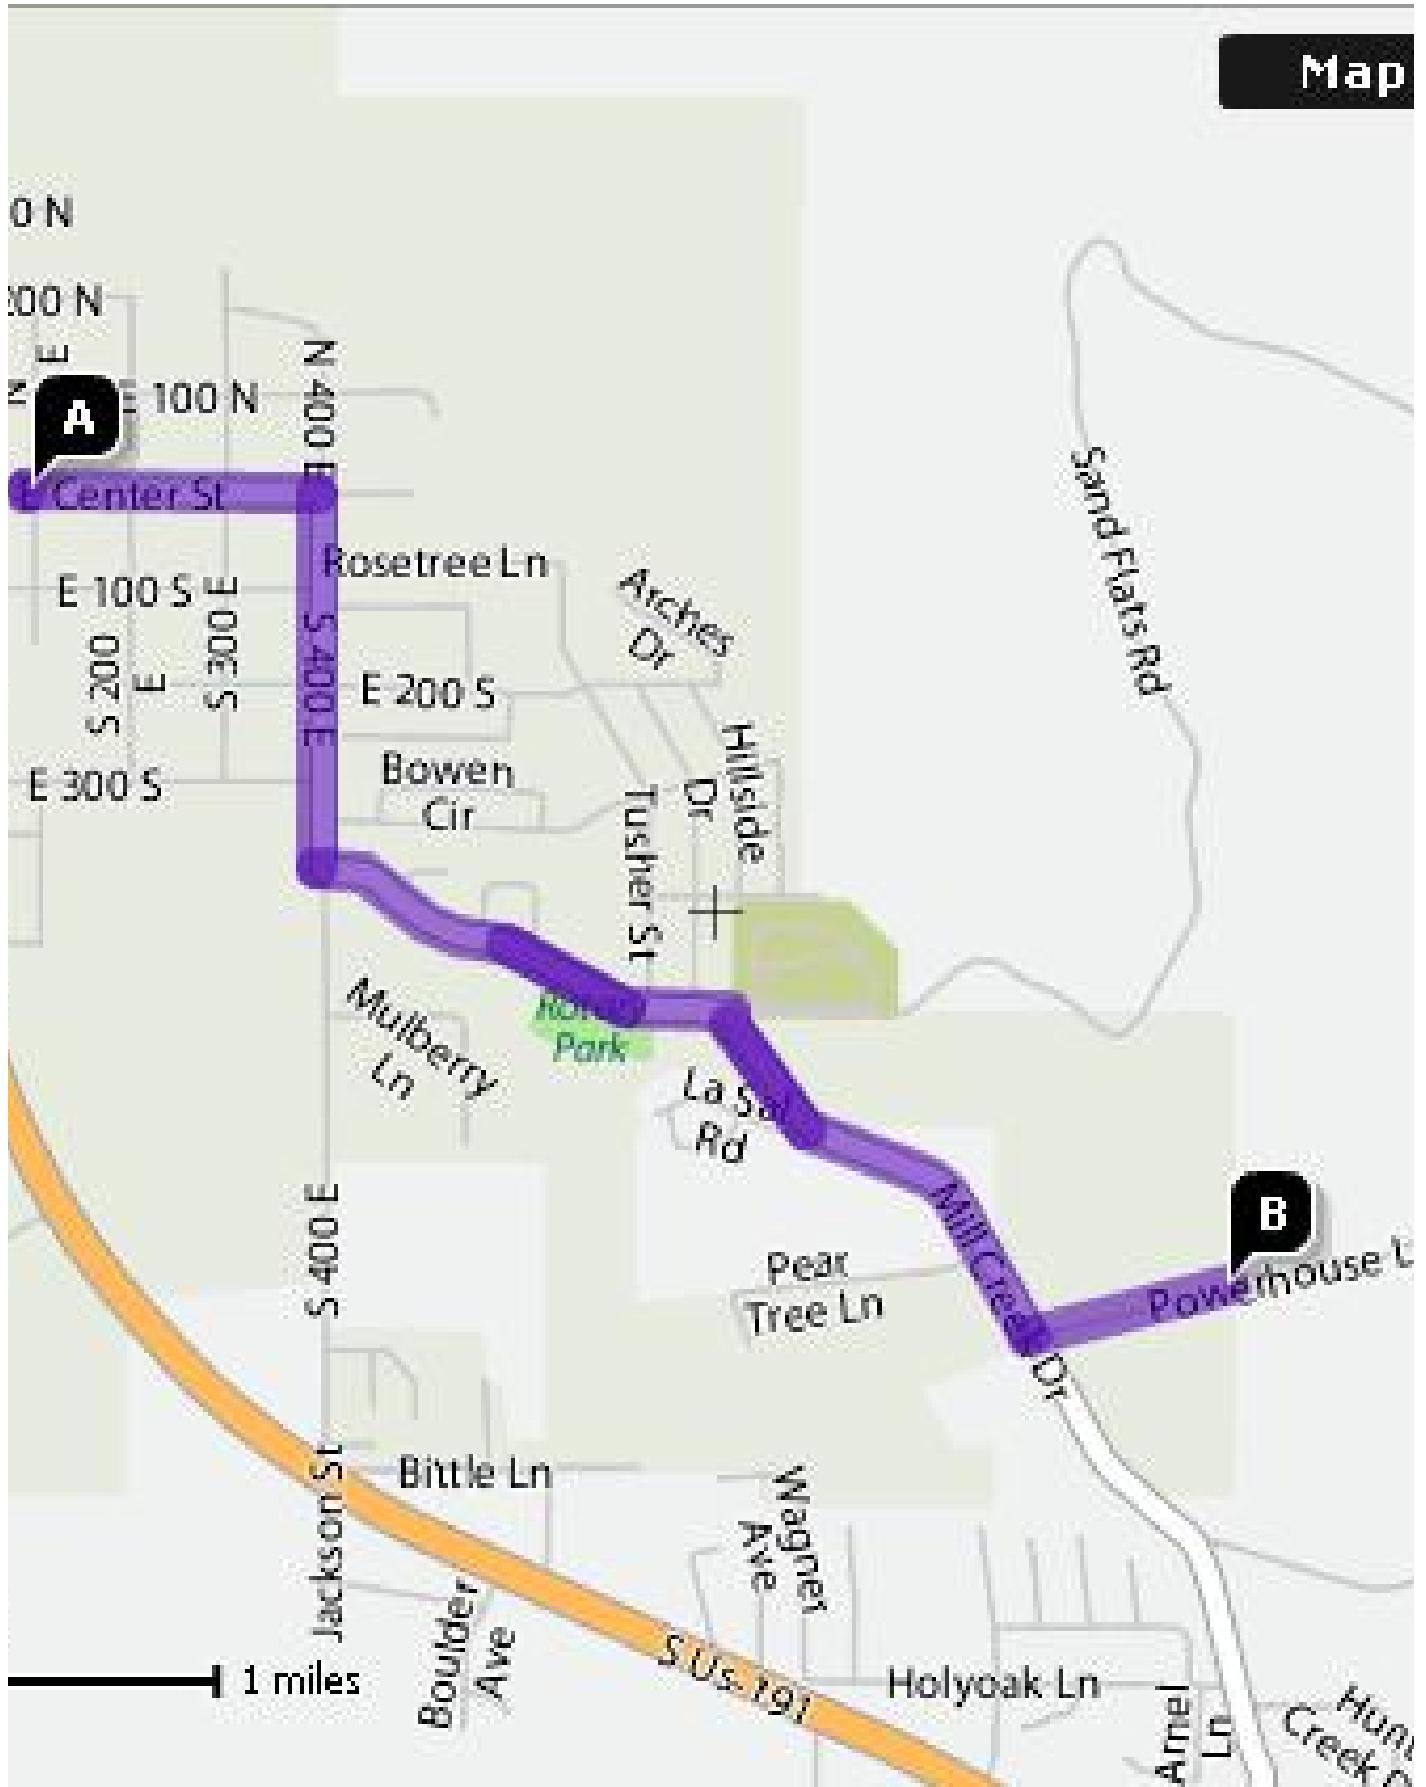 Map
0 N
200 N
E
N 400 E
E 100 N
A
E Center St
Rosetree Ln
Arches
Dr
Sand Flats Rd
E 100 S
S 300 E
S 400 E
S 200
E
E 200 S
Hillside
Dr
Bowen
Cir
E 300 S
Tusher St
Mulberry
Ln
Park
La Sal
Rd
B
Mill Creek Dr
Powerhouse L
S 400 E
Pear
Tree Ln
Jackson St
Bittle Ln
Wagner
Ave
Boulder
Ave
S Us-191
1 miles
Holyoak Ln
Arnel
Ln
Creek